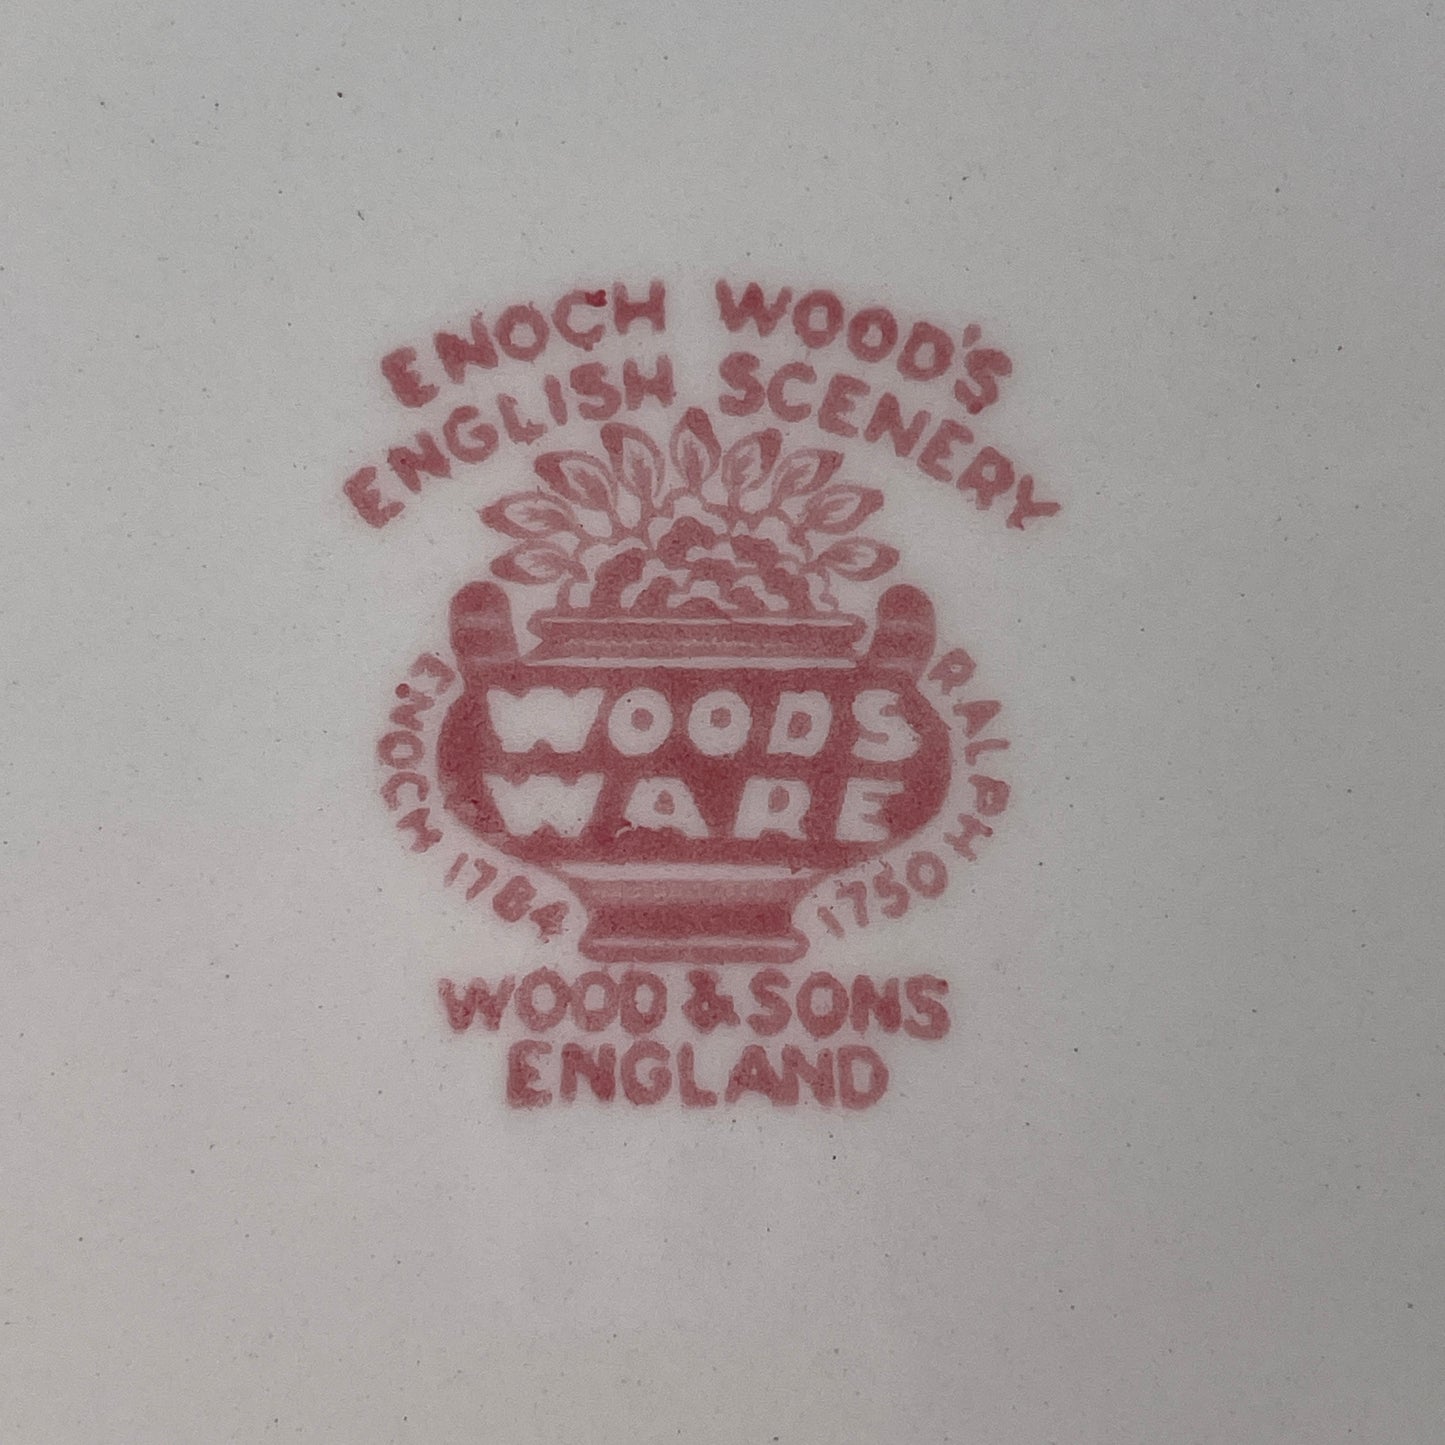 ENOCH WOOD'S
ENGLISH SCENERY
WOODS
WARE
ENOCH 1784
RALPH 1750
WOOD & SONS
ENGLAND